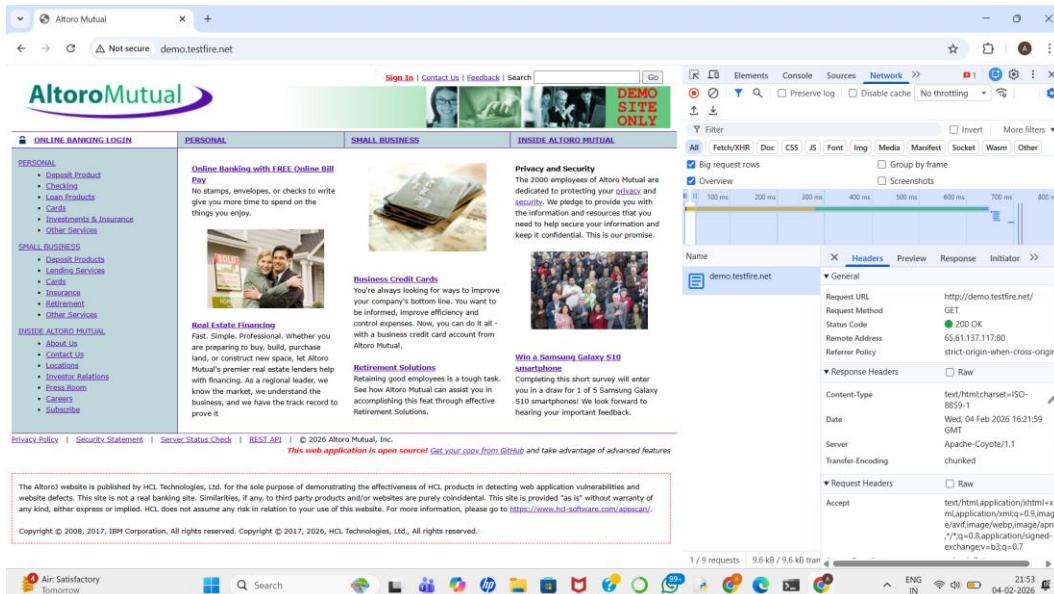 Altoro Mutual
Not secure demo.testfire.net
Sign In | Contact Us | Feedback | Search Go
AltoroMutual
DEMO
SITE
ONLY
ONLINE BANKING LOGIN
PERSONAL
SMALL BUSINESS
INSIDE ALTORO MUTUAL
PERSONAL
Deposit Product
Checking
Loan Products
Cards
Investments & Insurance
Other Services
SMALL BUSINESS
Deposit Products
Lending Services
Cards
Insurance
Retirement
Other Services
INSIDE ALTORO MUTUAL
About Us
Contact Us
Locations
Investor Relations
Press Room
Careers
Subscribe
Online Banking with FREE Online Bill
Pay
No stamps, envelopes, or checks to write
give you more time to spend on the
things you enjoy.
SOLD
Real Estate Financing
Fast. Simple. Professional. Whether you
are preparing to buy, build, purchase
land, or construct new space, let Altoro
Mutual's premier real estate lenders help
with financing. As a regional leader, we
know the market, we understand the
business, and we have the track record to
prove it
Business Credit Cards
You're always looking for ways to improve
your company's bottom line. You want to
be informed, improve efficiency and
control expenses. Now, you can do it all -
with a business credit card account from
Altoro Mutual.
Retirement Solutions
Retaining good employees is a tough task.
See how Altoro Mutual can assist you in
accomplishing this feat through effective
Retirement Solutions.
Privacy and Security
The 2000 employees of Altoro Mutual are
dedicated to protecting your privacy and
security. We pledge to provide you with
the information and resources that you
need to help secure your information and
keep it confidential. This is our promise.
Win a Samsung Galaxy S10
smartphone
Completing this short survey will enter
you in a draw for 1 of 5 Samsung Galaxy
S10 smartphones! We look forward to
hearing your important feedback.
Privacy Policy | Security Statement | Server Status Check | REST API | © 2026 Altoro Mutual, Inc.
This web application is open source! Get your copy from GitHub and take advantage of advanced features
The AltoroJ website is published by HCL Technologies, Ltd. for the sole purpose of demonstrating the effectiveness of HCL products in detecting web application vulnerabilities and
website defects. This site is not a real banking site. Similarities, if any, to third party products and/or websites are purely coincidental. This site is provided "as is" without warranty of
any kind, either express or implied. HCL does not assume any risk in relation to your use of this website. For more information, please go to https://www.hcl-software.com/appscan/.
Copyright © 2008, 2017, IBM Corporation, All rights reserved. Copyright © 2017, 2026, HCL Technologies, Ltd., All rights reserved.
Elements Console Sources Network 1
Preserve log Disable cache No throttling
Filter Invert More filters
All Fetch/XHR Doc CSS JS Font Img Media Manifest Socket Wasm Other
Big request rows Group by frame
Overview Screenshots
100 ms 200 ms 300 ms 400 ms 500 ms 600 ms 700 ms 800 m
Name
demo.testfire.net
Headers Preview Response Initiator
General
Request URL http://demo.testfire.net/
Request Method GET
Status Code 200 OK
Remote Address 65.61.137.117:80
Referrer Policy strict-origin-when-cross-origin
Response Headers Raw
Content-Type text/html;charset=ISO-
8859-1
Date Wed, 04 Feb 2026 16:21:59
GMT
Server Apache-Coyote/1.1
Transfer-Encoding chunked
Request Headers Raw
Accept text/html,application/xhtml+x
ml,application/xml;q=0.9,imag
e/avif,image/webp,image/apn
,*/*;q=0.8,application/signed-
exchange;v=b3;q=0.7
1 / 9 requests 9.6 kB / 9.6 kB tran
Air: Satisfactory
Tomorrow
Search
99+
ENG
IN
21:53
04-02-2026